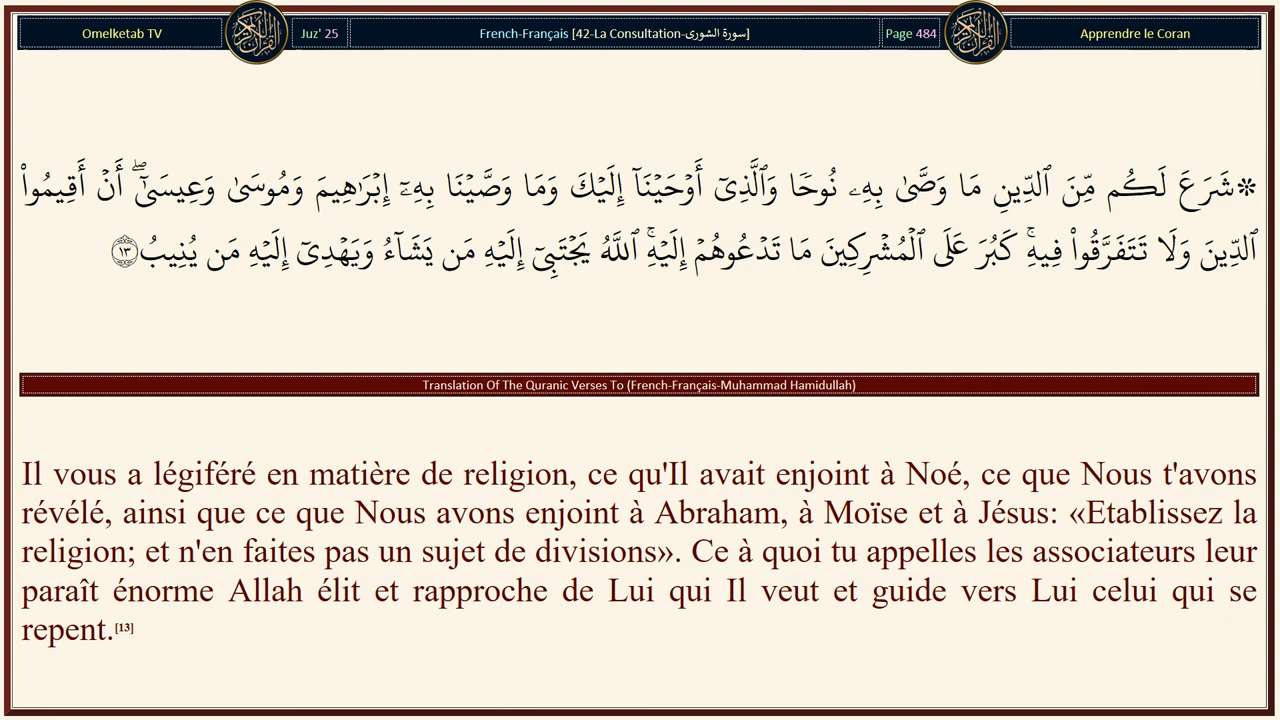 Omelketab TV
Juz' 25
French-Français [42-La Consultation-سورة الشورى]
Page 484
Apprendre le Coran
۞شَرَعَ لَكُم مِّنَ ٱلدِّينِ مَا وَصَّىٰ بِهِۦ نُوحٗا وَٱلَّذِيٓ أَوۡحَيۡنَآ إِلَيۡكَ وَمَا وَصَّيۡنَا بِهِۦٓ إِبۡرَٰهِيمَ وَمُوسَىٰ وَعِيسَىٰٓۖ أَنۡ أَقِيمُواْ
ٱلدِّينَ وَلَا تَتَفَرَّقُواْ فِيهِۚ كَبُرَ عَلَى ٱلۡمُشۡرِكِينَ مَا تَدۡعُوهُمۡ إِلَيۡهِۚ ٱللَّهُ يَجۡتَبِيٓ إِلَيۡهِ مَن يَشَآءُ وَيَهۡدِيٓ إِلَيۡهِ مَن يُنِيبُ ١٣
Translation Of The Quranic Verses To (French-Français-Muhammad Hamidullah)
Il vous a légiféré en matière de religion, ce qu'Il avait enjoint à Noé, ce que Nous t'avons
révélé, ainsi que ce que Nous avons enjoint à Abraham, à Moïse et à Jésus: «Etablissez la
religion; et n'en faites pas un sujet de divisions». Ce à quoi tu appelles les associateurs leur
paraît énorme Allah élit et rapproche de Lui qui Il veut et guide vers Lui celui qui se
repent.[13]